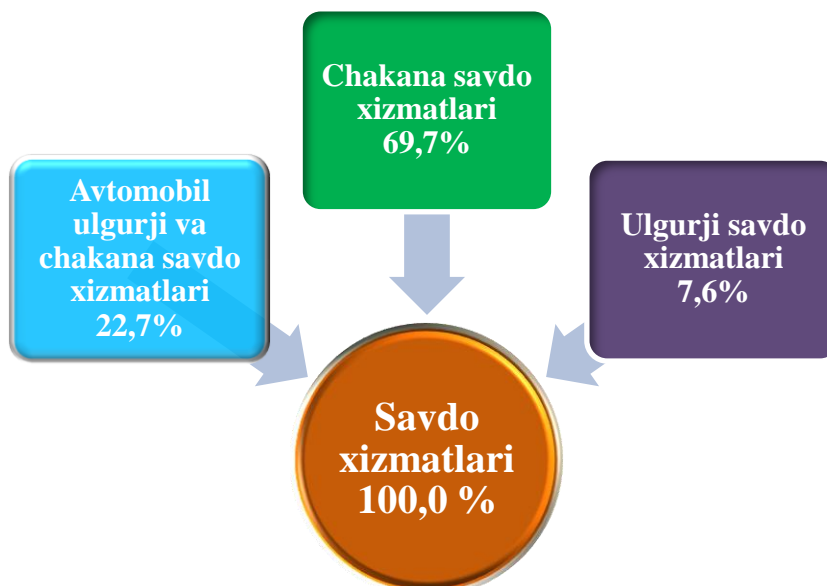 Chakana savdo
xizmatlari
69,7%
Avtomobil
ulgurji va
chakana savdo
xizmatlari
22,7%
Ulgurji savdo
xizmatlari
7,6%
Savdo
xizmatlari
100,0 %